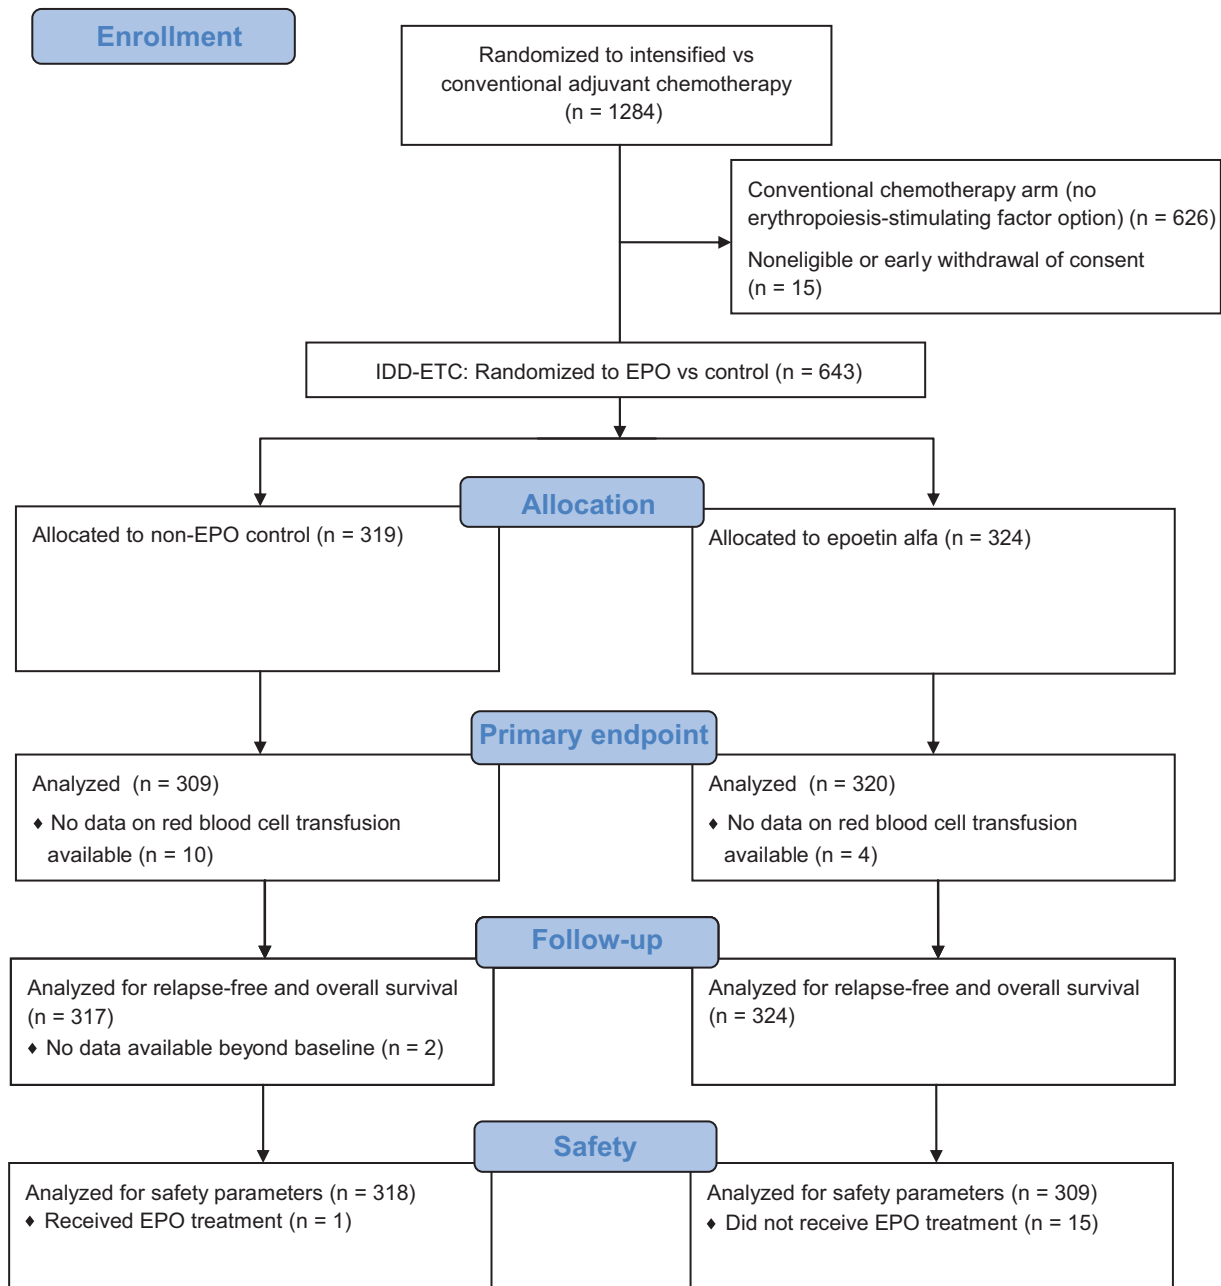 Enrollment
Randomized to intensified vs
conventional adjuvant chemotherapy
(n = 1284)
Conventional chemotherapy arm (no
erythropoiesis-stimulating factor option) (n = 626)
Noneligible or early withdrawal of consent
(n = 15)
IDD-ETC: Randomized to EPO vs control (n = 643)
Allocation
Allocated to non-EPO control (n = 319)
Allocated to epoetin alfa (n = 324)
Primary endpoint
Analyzed (n = 309)
♦ No data on red blood cell transfusion
available (n = 10)
Analyzed (n = 320)
♦ No data on red blood cell transfusion
available (n = 4)
Follow-up
Analyzed for relapse-free and overall survival
(n = 317)
♦ No data available beyond baseline (n = 2)
Analyzed for relapse-free and overall survival
(n = 324)
Safety
Analyzed for safety parameters (n = 318)
♦ Received EPO treatment (n = 1)
Analyzed for safety parameters (n = 309)
♦ Did not receive EPO treatment (n = 15)